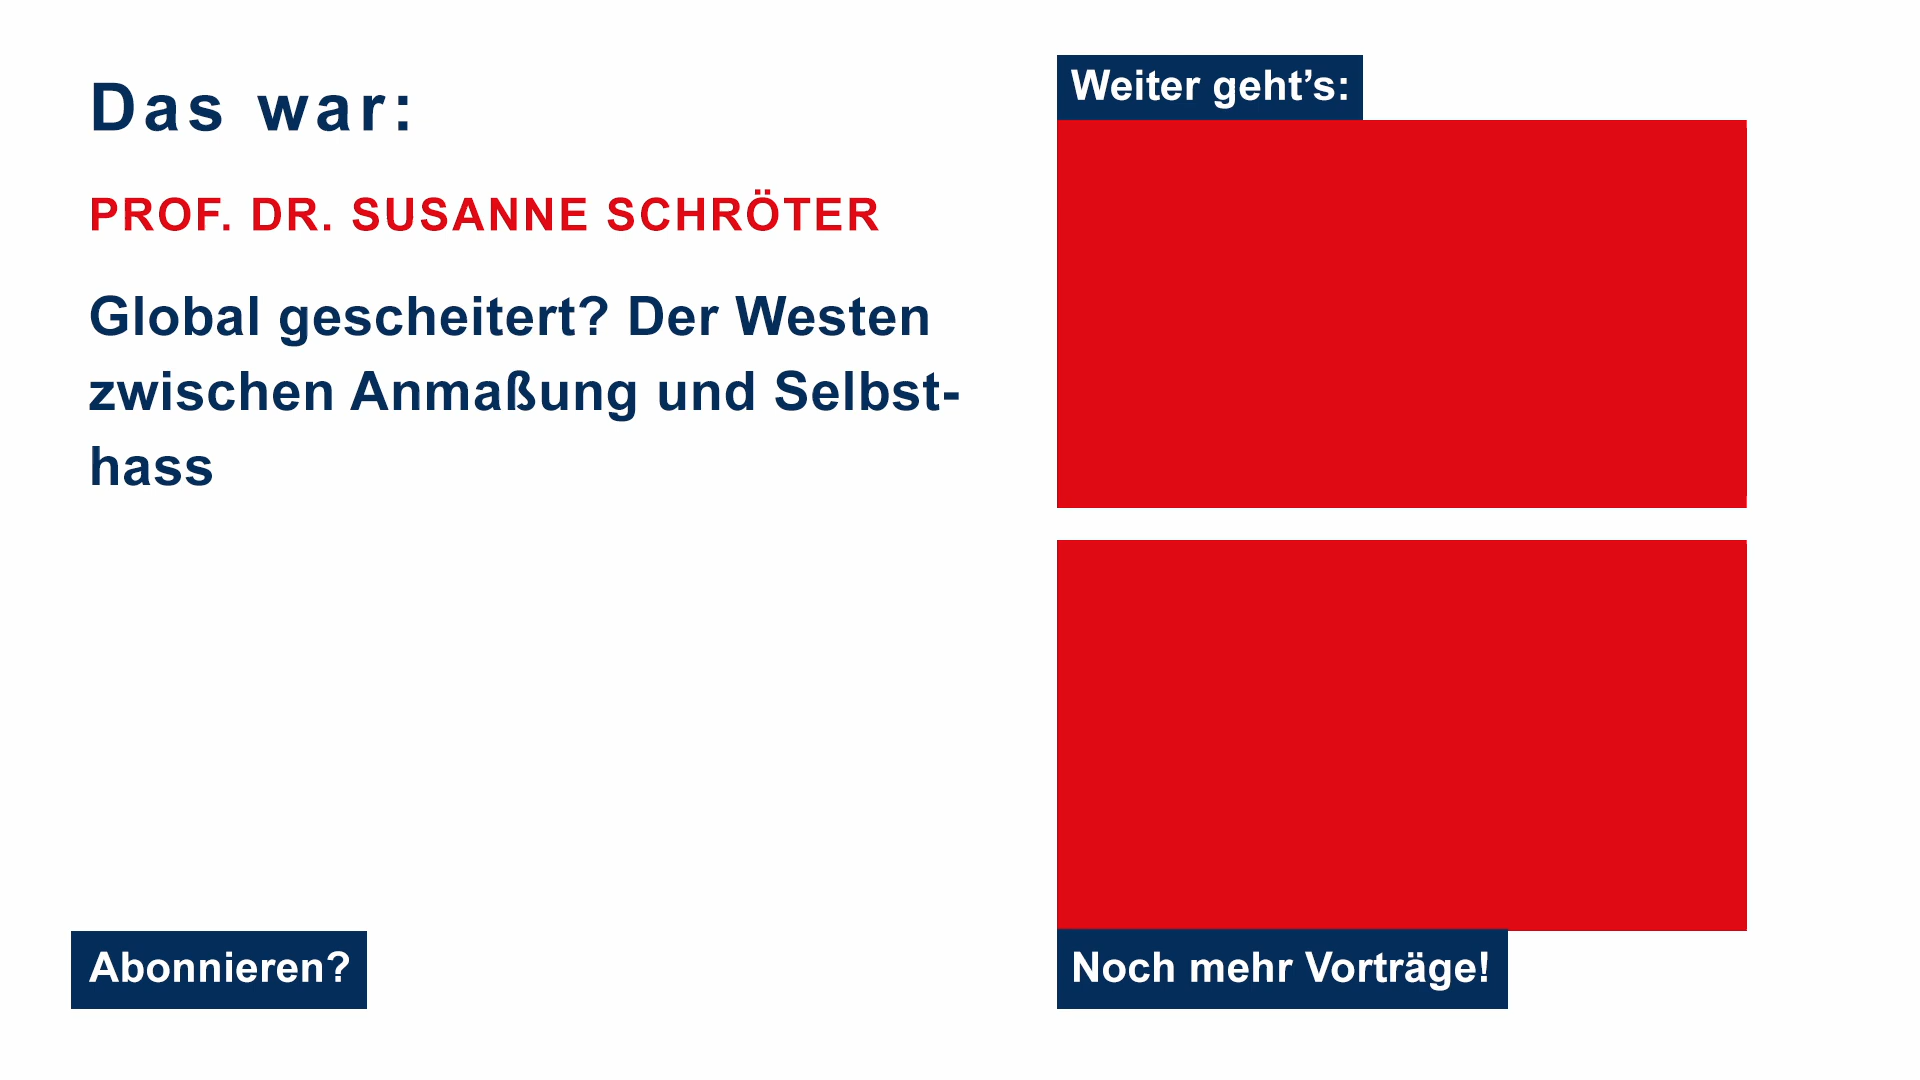 Das war:
PROF. DR. SUSANNE SCHRÖTER
Global gescheitert? Der Westen
zwischen Anmaßung und Selbst-
hass
Abonnieren?
Weiter geht’s:
Noch mehr Vorträge!